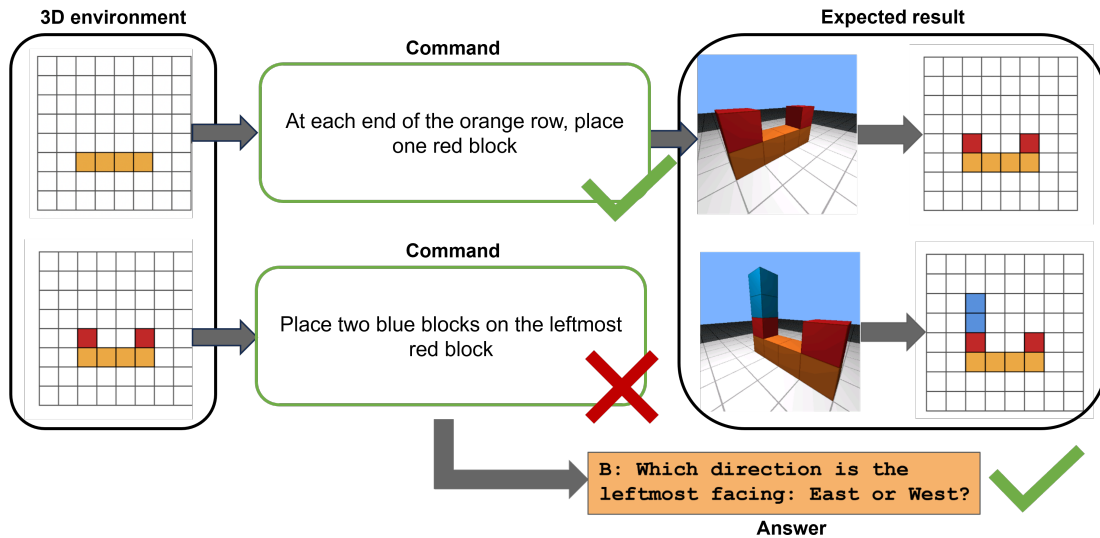 3D environment
Command
Expected result
At each end of the orange row, place
one red block
Command
Place two blue blocks on the leftmost
red block
B: Which direction is the
leftmost facing: East or West?
Answer